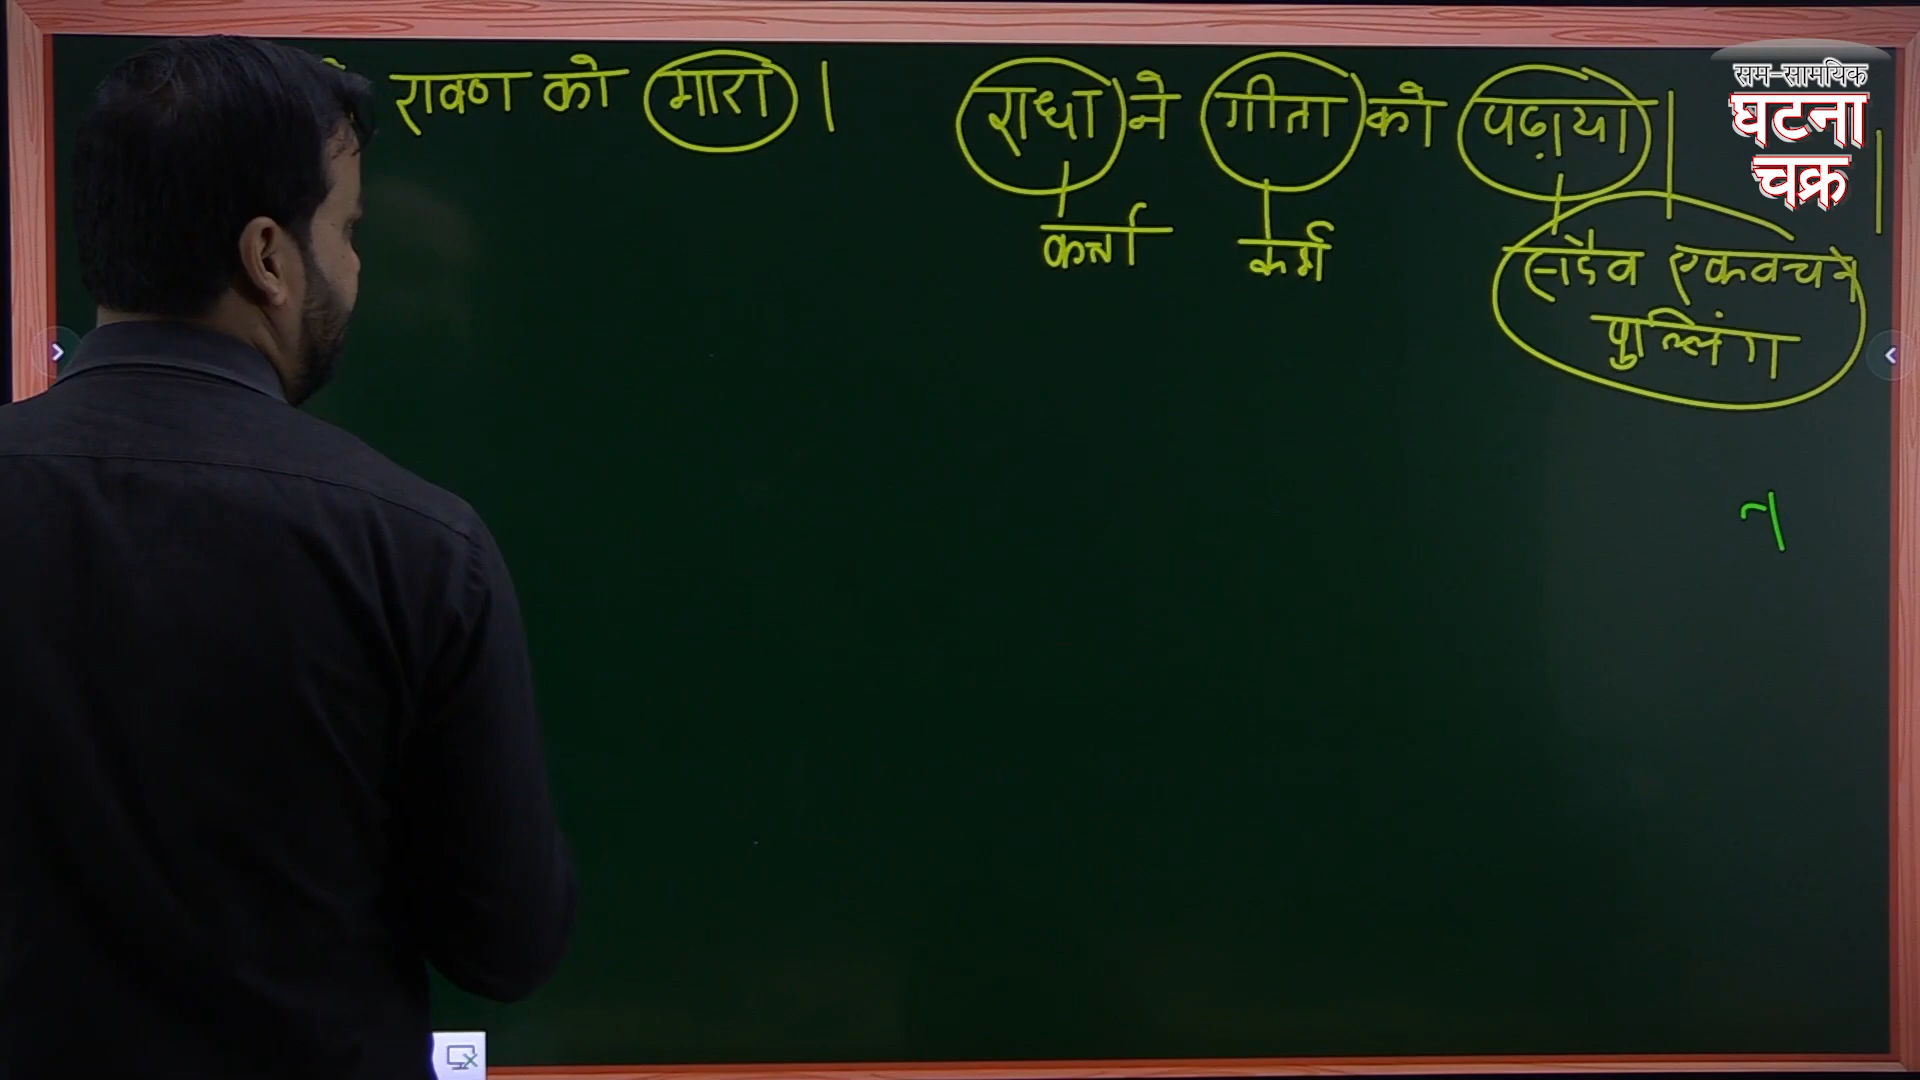 रावण को मारा |
राधा ने गीता को पढ़ाया |
कर्त्ता
कर्म
सदैव एकवचन
पुल्लिंग
सम-सामयिक
घटना
चक्र